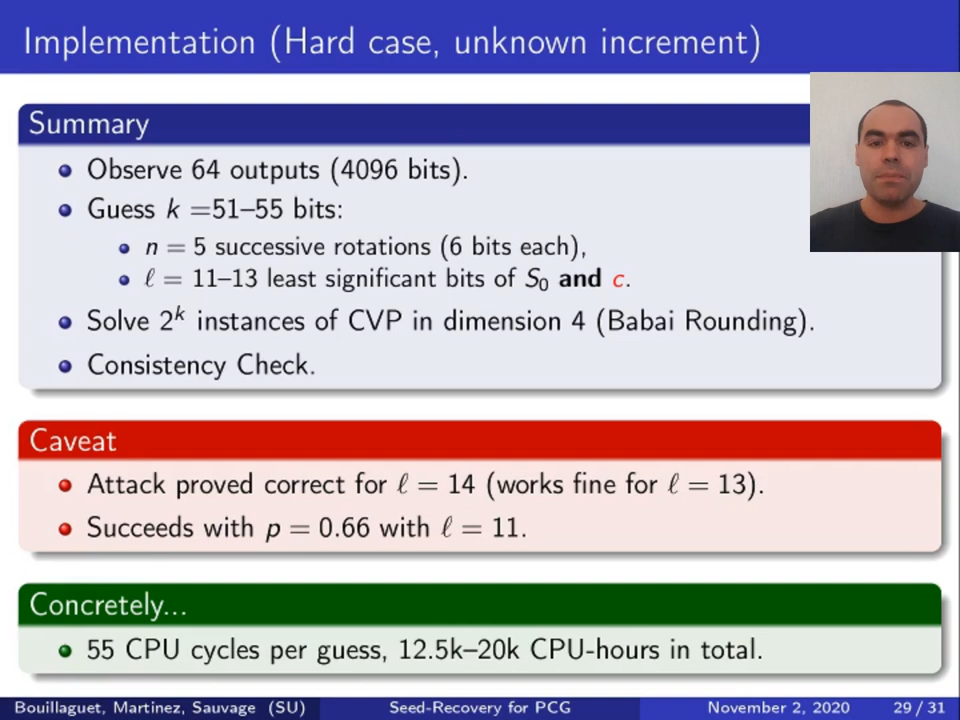 Implementation (Hard case, unknown increment)
Summary
Observe 64 outputs (4096 bits).
Guess k =51–55 bits:
n = 5 successive rotations (6 bits each),
ℓ = 11–13 least significant bits of S₀ and c.
Solve 2ᵏ instances of CVP in dimension 4 (Babai Rounding).
Consistency Check.
Caveat
Attack proved correct for ℓ = 14 (works fine for ℓ = 13).
Succeeds with p = 0.66 with ℓ = 11.
Concretely...
55 CPU cycles per guess, 12.5k–20k CPU-hours in total.
Bouillaguet, Martinez, Sauvage (SU) Seed-Recovery for PCG November 2, 2020 29 / 31